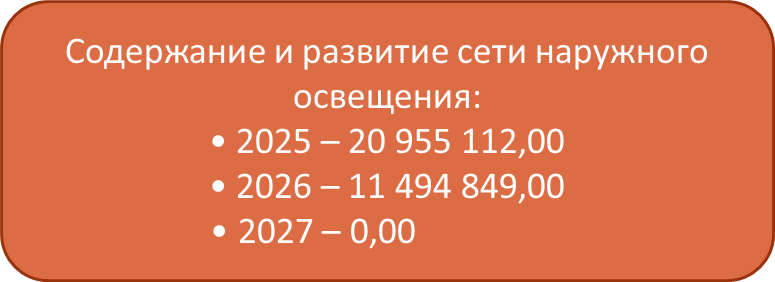 Содержание и развитие сети наружного
освещения:
• 2025 – 20 955 112,00
• 2026 – 11 494 849,00
• 2027 – 0,00